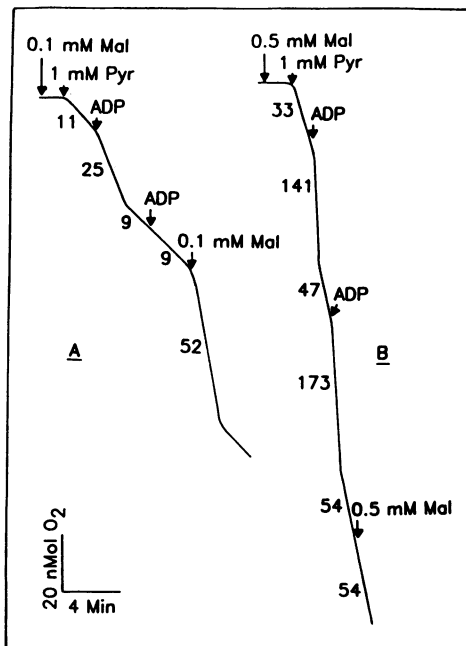 0.1 mM Mal
1 mM Pyr
11
ADP
25
9
ADP
9
0.1 mM Mal
52
A
0.5 mM Mal
1 mM Pyr
33
ADP
141
47
ADP
173
B
54
0.5 mM Mal
54
20 nMol O2
4 Min